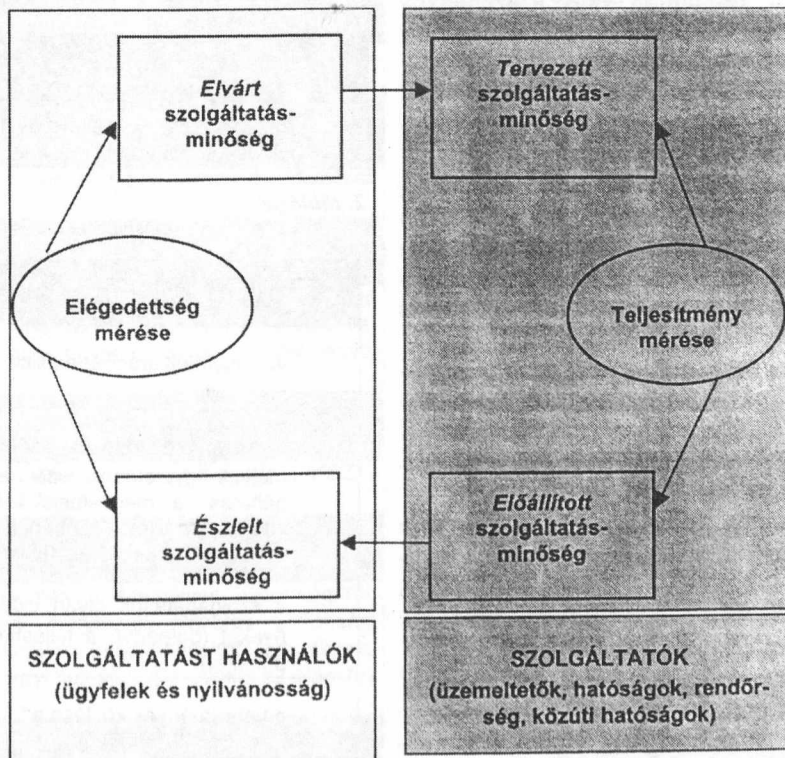 Elvárt
szolgáltatás-
minőség
Tervezett
szolgáltatás-
minőség
Elégedettség
mérése
Teljesítmény
mérése
Észlelt
szolgáltatás-
minőség
Előállított
szolgáltatás-
minőség
SZOLGÁLTATÁST HASZNÁLÓK
(ügyfelek és nyilvánosság)
SZOLGÁLTATÓK
(üzemeltetők, hatóságok, rendőr-
ség, közúti hatóságok)